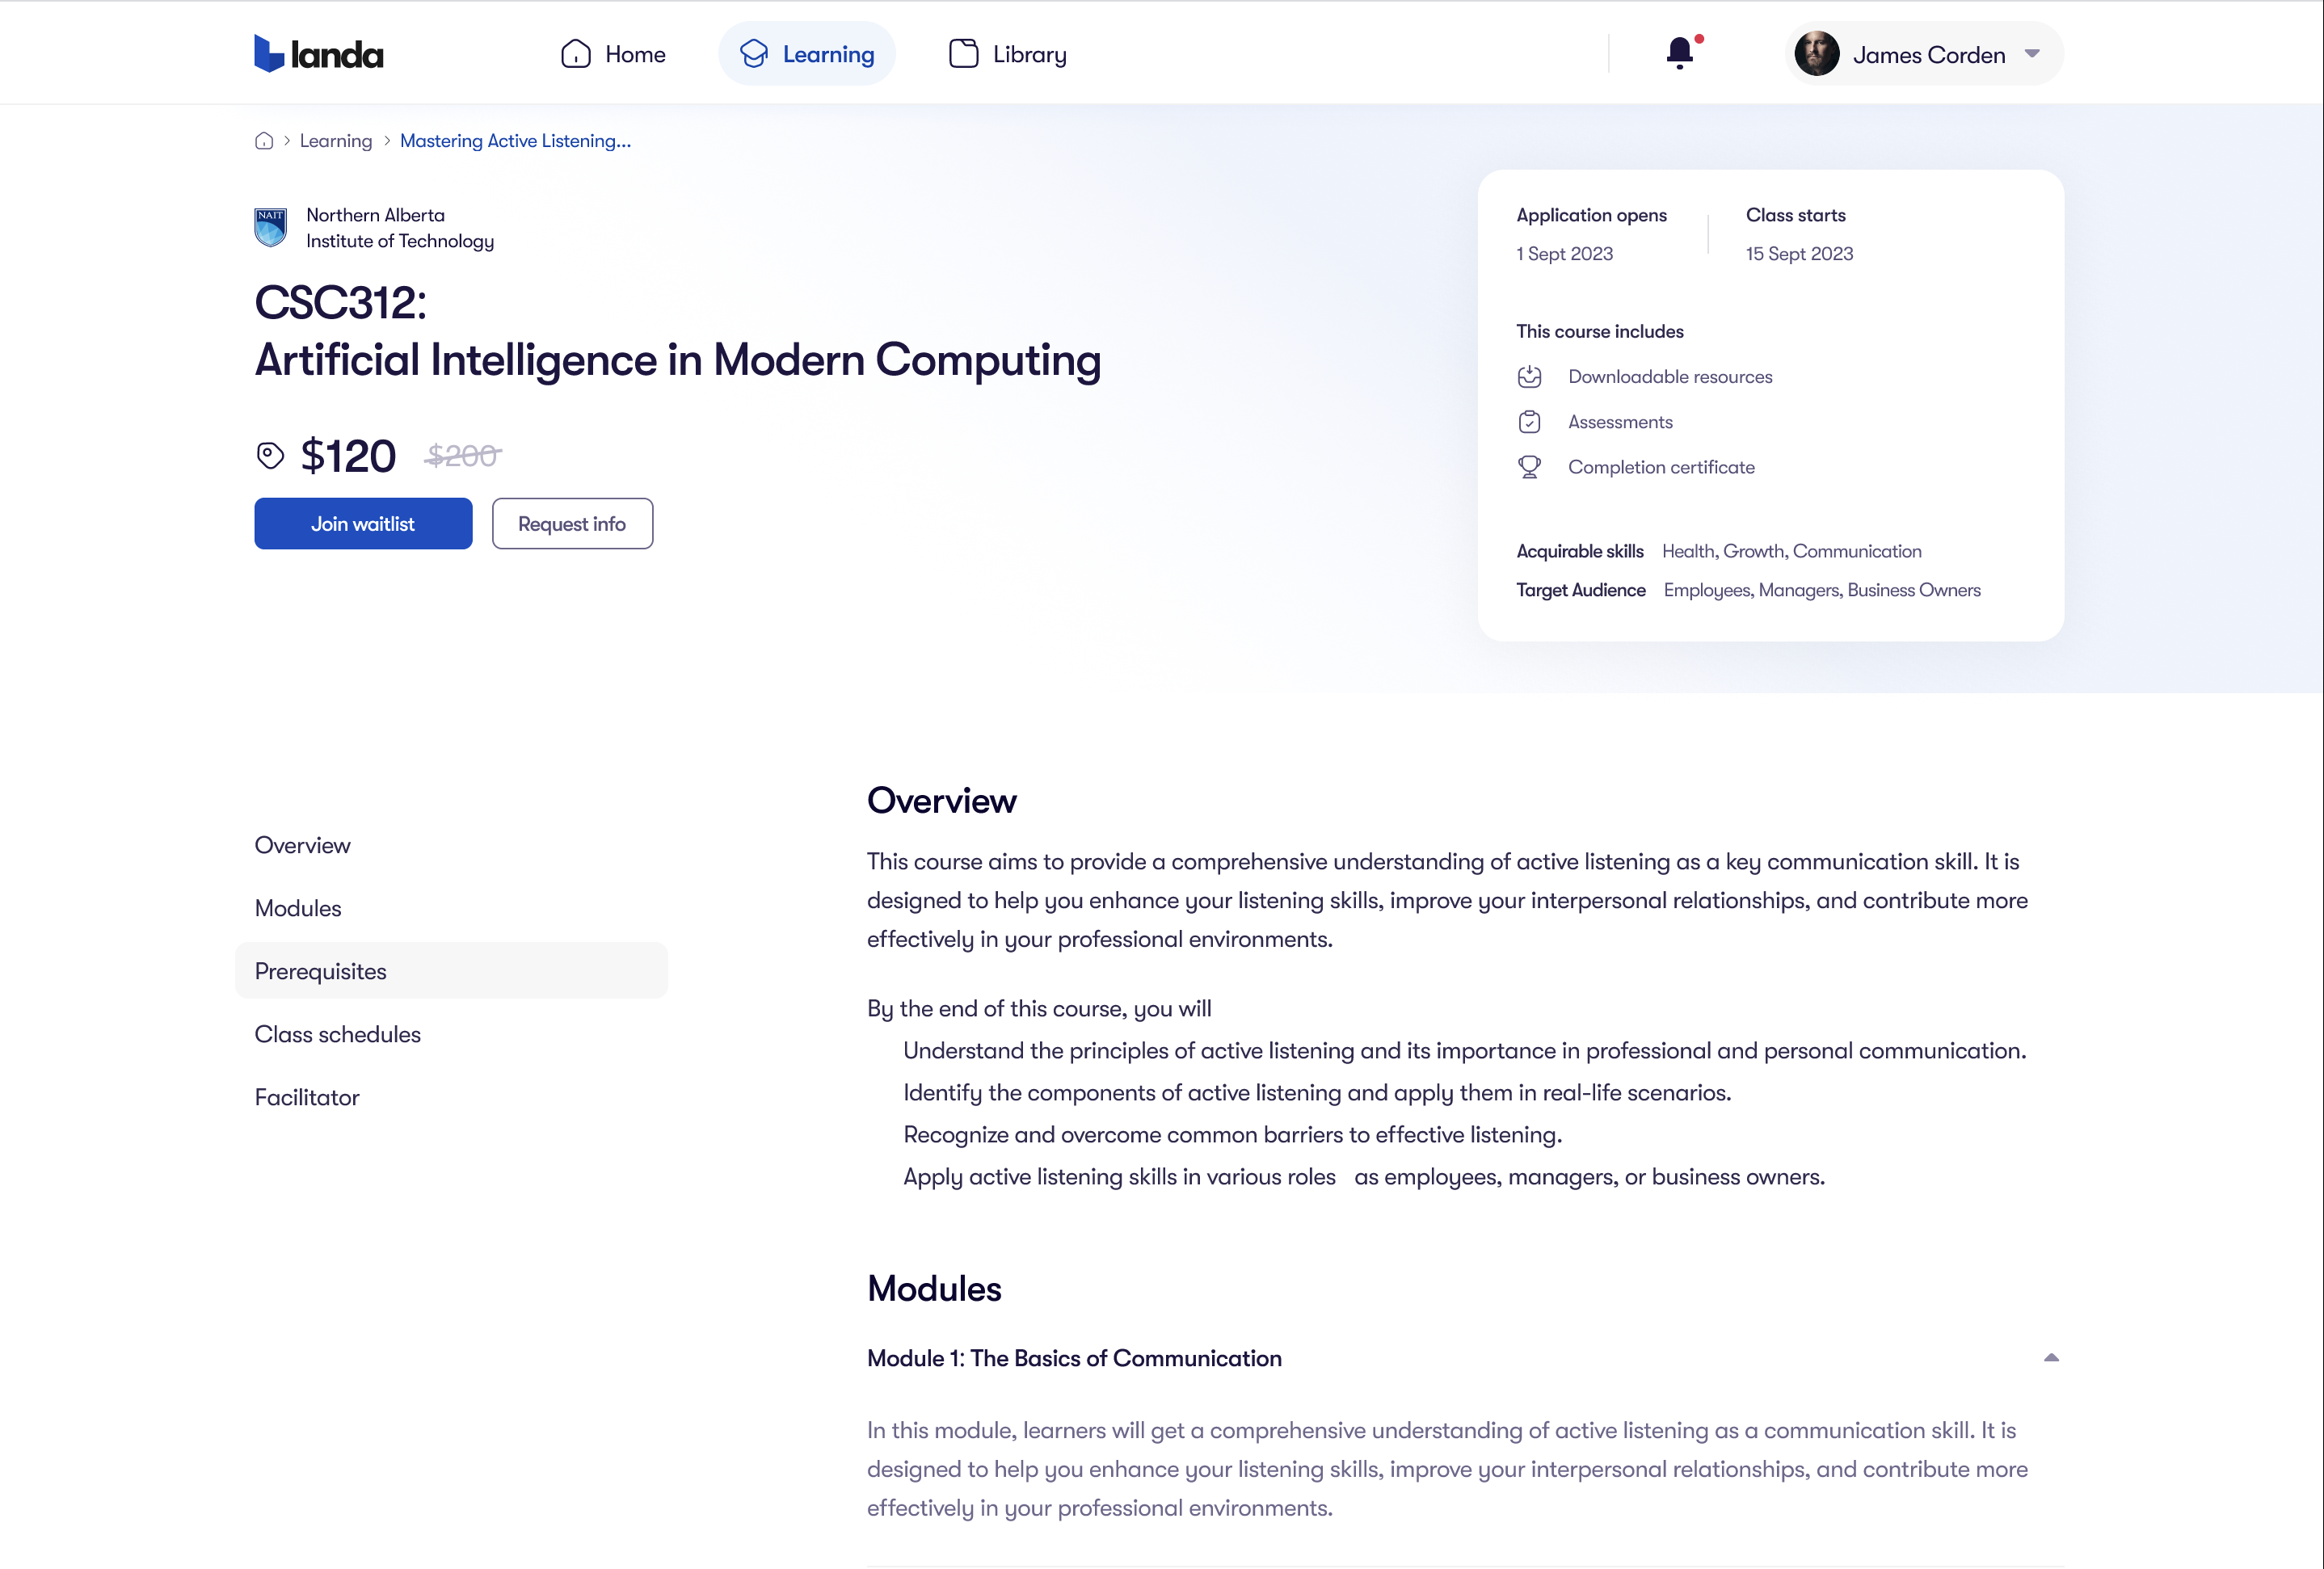 landa
Home
Learning
Library
James Corden
Learning
Mastering Active Listening...
NAIT
Northern Alberta
Institute of Technology
CSC312:
Artificial Intelligence in Modern Computing
$120
$200
Join waitlist
Request info
Application opens
1 Sept 2023
Class starts
15 Sept 2023
This course includes
Downloadable resources
Assessments
Completion certificate
Acquirable skills Health, Growth, Communication
Target Audience Employees, Managers, Business Owners
Overview
Modules
Prerequisites
Class schedules
Facilitator
Overview
This course aims to provide a comprehensive understanding of active listening as a key communication skill. It is
designed to help you enhance your listening skills, improve your interpersonal relationships, and contribute more
effectively in your professional environments.
By the end of this course, you will
Understand the principles of active listening and its importance in professional and personal communication.
Identify the components of active listening and apply them in real-life scenarios.
Recognize and overcome common barriers to effective listening.
Apply active listening skills in various roles as employees, managers, or business owners.
Modules
Module 1: The Basics of Communication
In this module, learners will get a comprehensive understanding of active listening as a communication skill. It is
designed to help you enhance your listening skills, improve your interpersonal relationships, and contribute more
effectively in your professional environments.